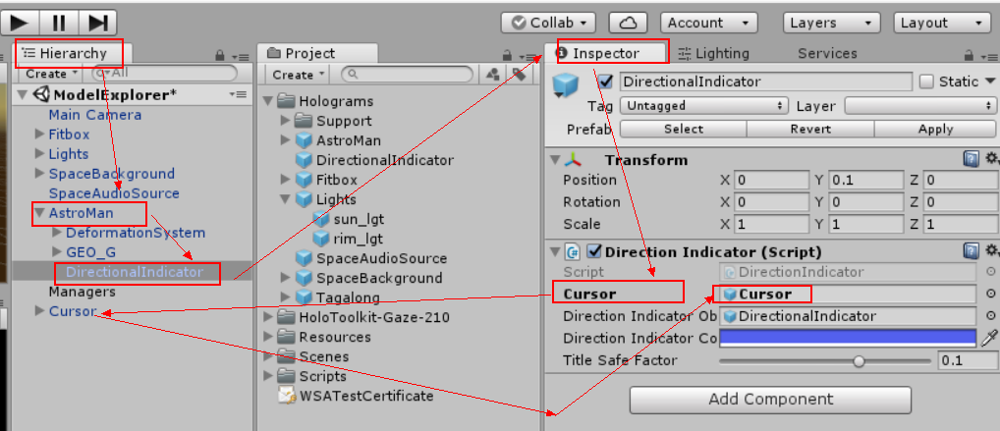 Collab
Account
Layers
Layout
Hierarchy
Create
All
ModelExplorer*
Main Camera
Fitbox
Lights
SpaceBackground
SpaceAudioSource
AstroMan
DeformationSystem
GEO_G
DirectionalIndicator
Managers
Cursor
Project
Create
Holograms
Support
AstroMan
DirectionalIndicator
Fitbox
Lights
sun_lgt
rim_lgt
SpaceAudioSource
SpaceBackground
Tagalong
HoloToolkit-Gaze-210
Resources
Scenes
Scripts
WSATestCertificate
Inspector Lighting Services
DirectionalIndicator Static
Tag Untagged Layer
Prefab Select Revert Apply
Transform
Position X 0 Y 0.1 Z 0
Rotation X 0 Y 0 Z 0
Scale X 1 Y 1 Z 1
Direction Indicator (Script)
Script DirectionIndicator
Cursor Cursor
Direction Indicator Ob DirectionalIndicator
Direction Indicator Co
Title Safe Factor 0.1
Add Component